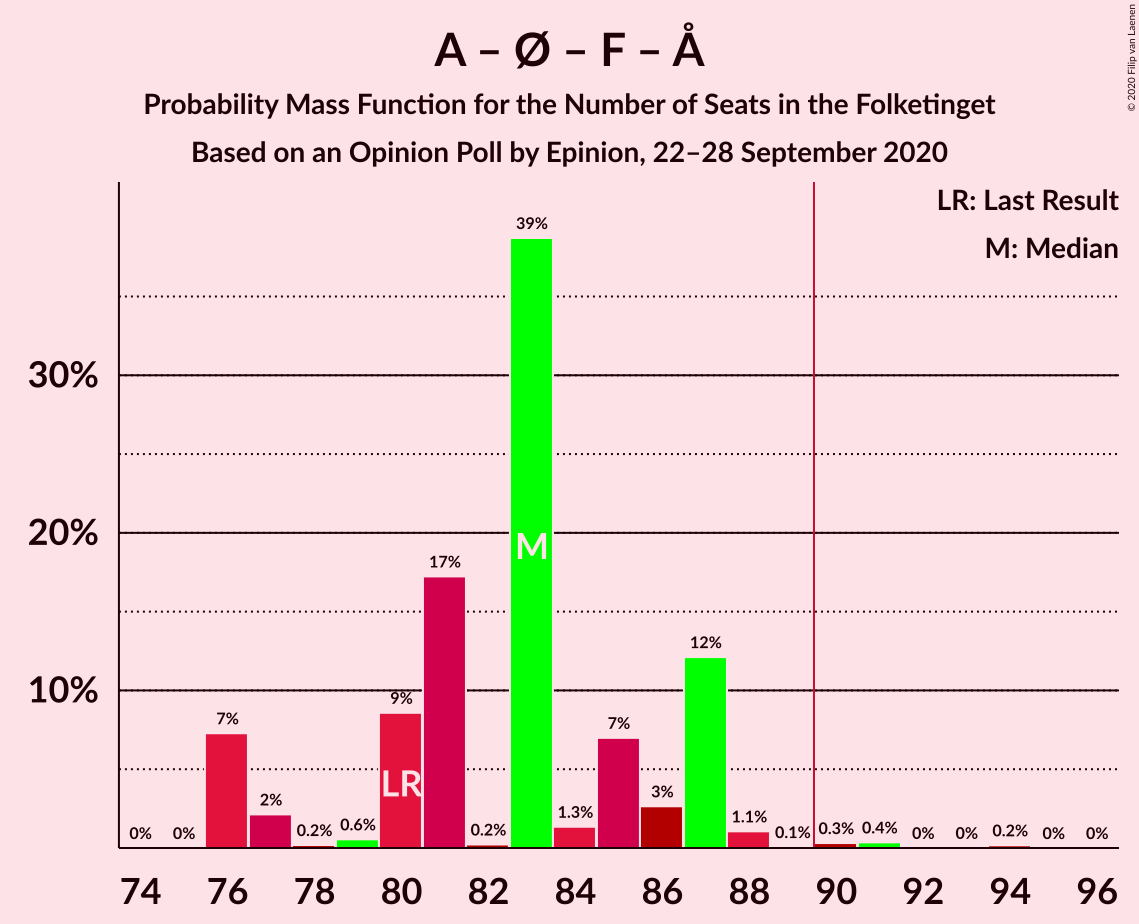 A – Ø – F – Å
Probability Mass Function for the Number of Seats in the Folketinget
Based on an Opinion Poll by Epinion, 22–28 September 2020
© 2020 Filip van Laenen
LR: Last Result
M: Median
39%
30%
20%
10%
M
17%
12%
9%
LR
7%
7%
0%
0%
2%
0.2%
0.6%
0.2%
1.3%
3%
1.1%
0.1%
0.3%
0.4%
0%
0%
0.2%
0%
0%
74 76 78 80 82 84 86 88 90 92 94 96